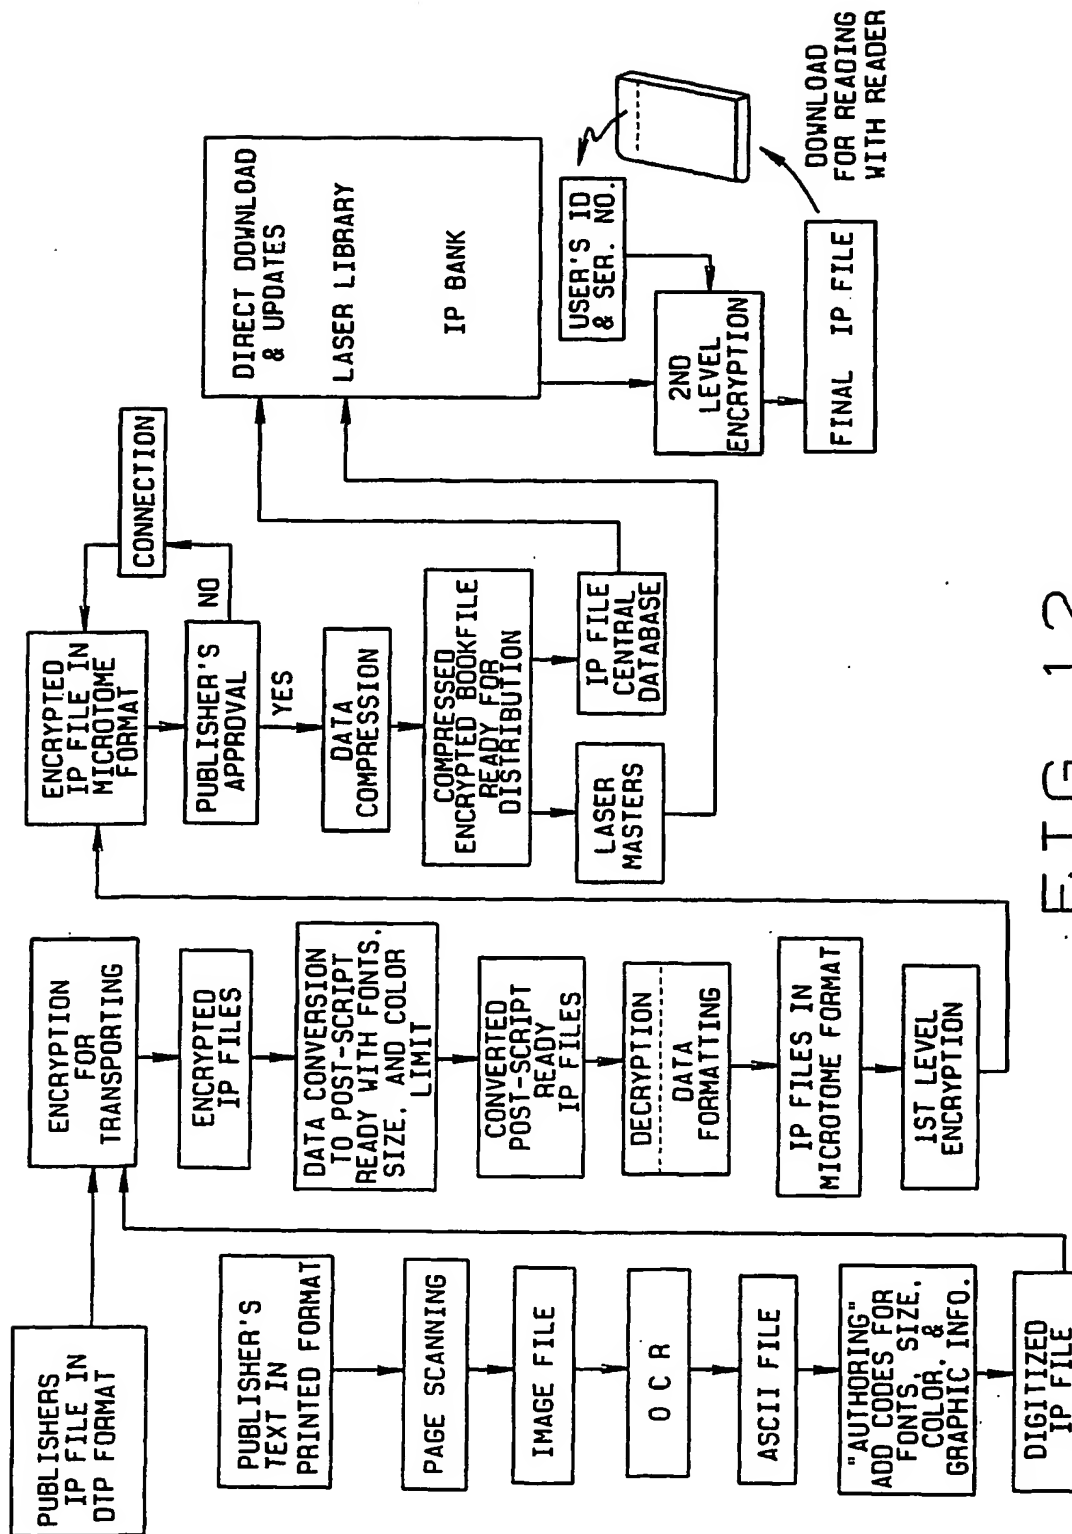 PUBLISHERS
IP FILE IN
DTP FORMAT
PUBLISHER'S
TEXT IN
PRINTED FORMAT
PAGE SCANNING
IMAGE FILE
O C R
ASCII FILE
"AUTHORING"
ADD CODES FOR
FONTS, SIZE,
COLOR, &
GRAPHIC INFO.
DIGITIZED
IP FILE
ENCRYPTION
FOR
TRANSPORTING
ENCRYPTED
IP FILES
DATA CONVERSION
TO POST-SCRIPT
READY WITH FONTS,
SIZE, AND COLOR
LIMIT
CONVERTED
POST-SCRIPT
READY
IP FILES
DECRYPTION
DATA
FORMATTING
IP FILES IN
MICROTOME FORMAT
1ST LEVEL
ENCRYPTION
ENCRYPTED
IP FILE IN
MICROTOME
FORMAT
CONNECTION
NO
PUBLISHER'S
APPROVAL
YES
DATA
COMPRESSION
COMPRESSED
ENCRYPTED BOOKFILE
READY FOR
DISTRIBUTION
LASER
MASTERS
IP FILE
CENTRAL
DATABASE
DIRECT DOWNLOAD
& UPDATES
LASER LIBRARY
IP BANK
USER'S ID
& SER. NO.
2ND
LEVEL
ENCRYPTION
FINAL IP FILE
DOWNLOAD
FOR READING
WITH READER
FIG. 12